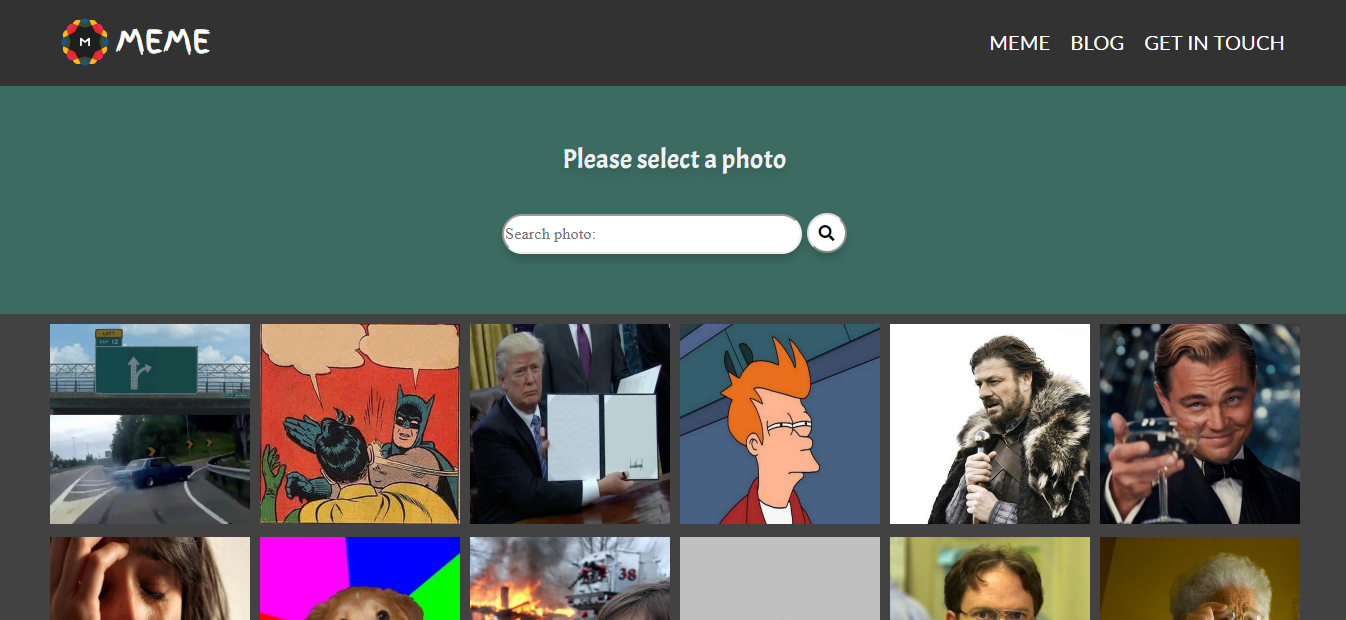 M MEME
MEME BLOG GET IN TOUCH
Please select a photo
Search photo:
LEFT
EXIT 12
38